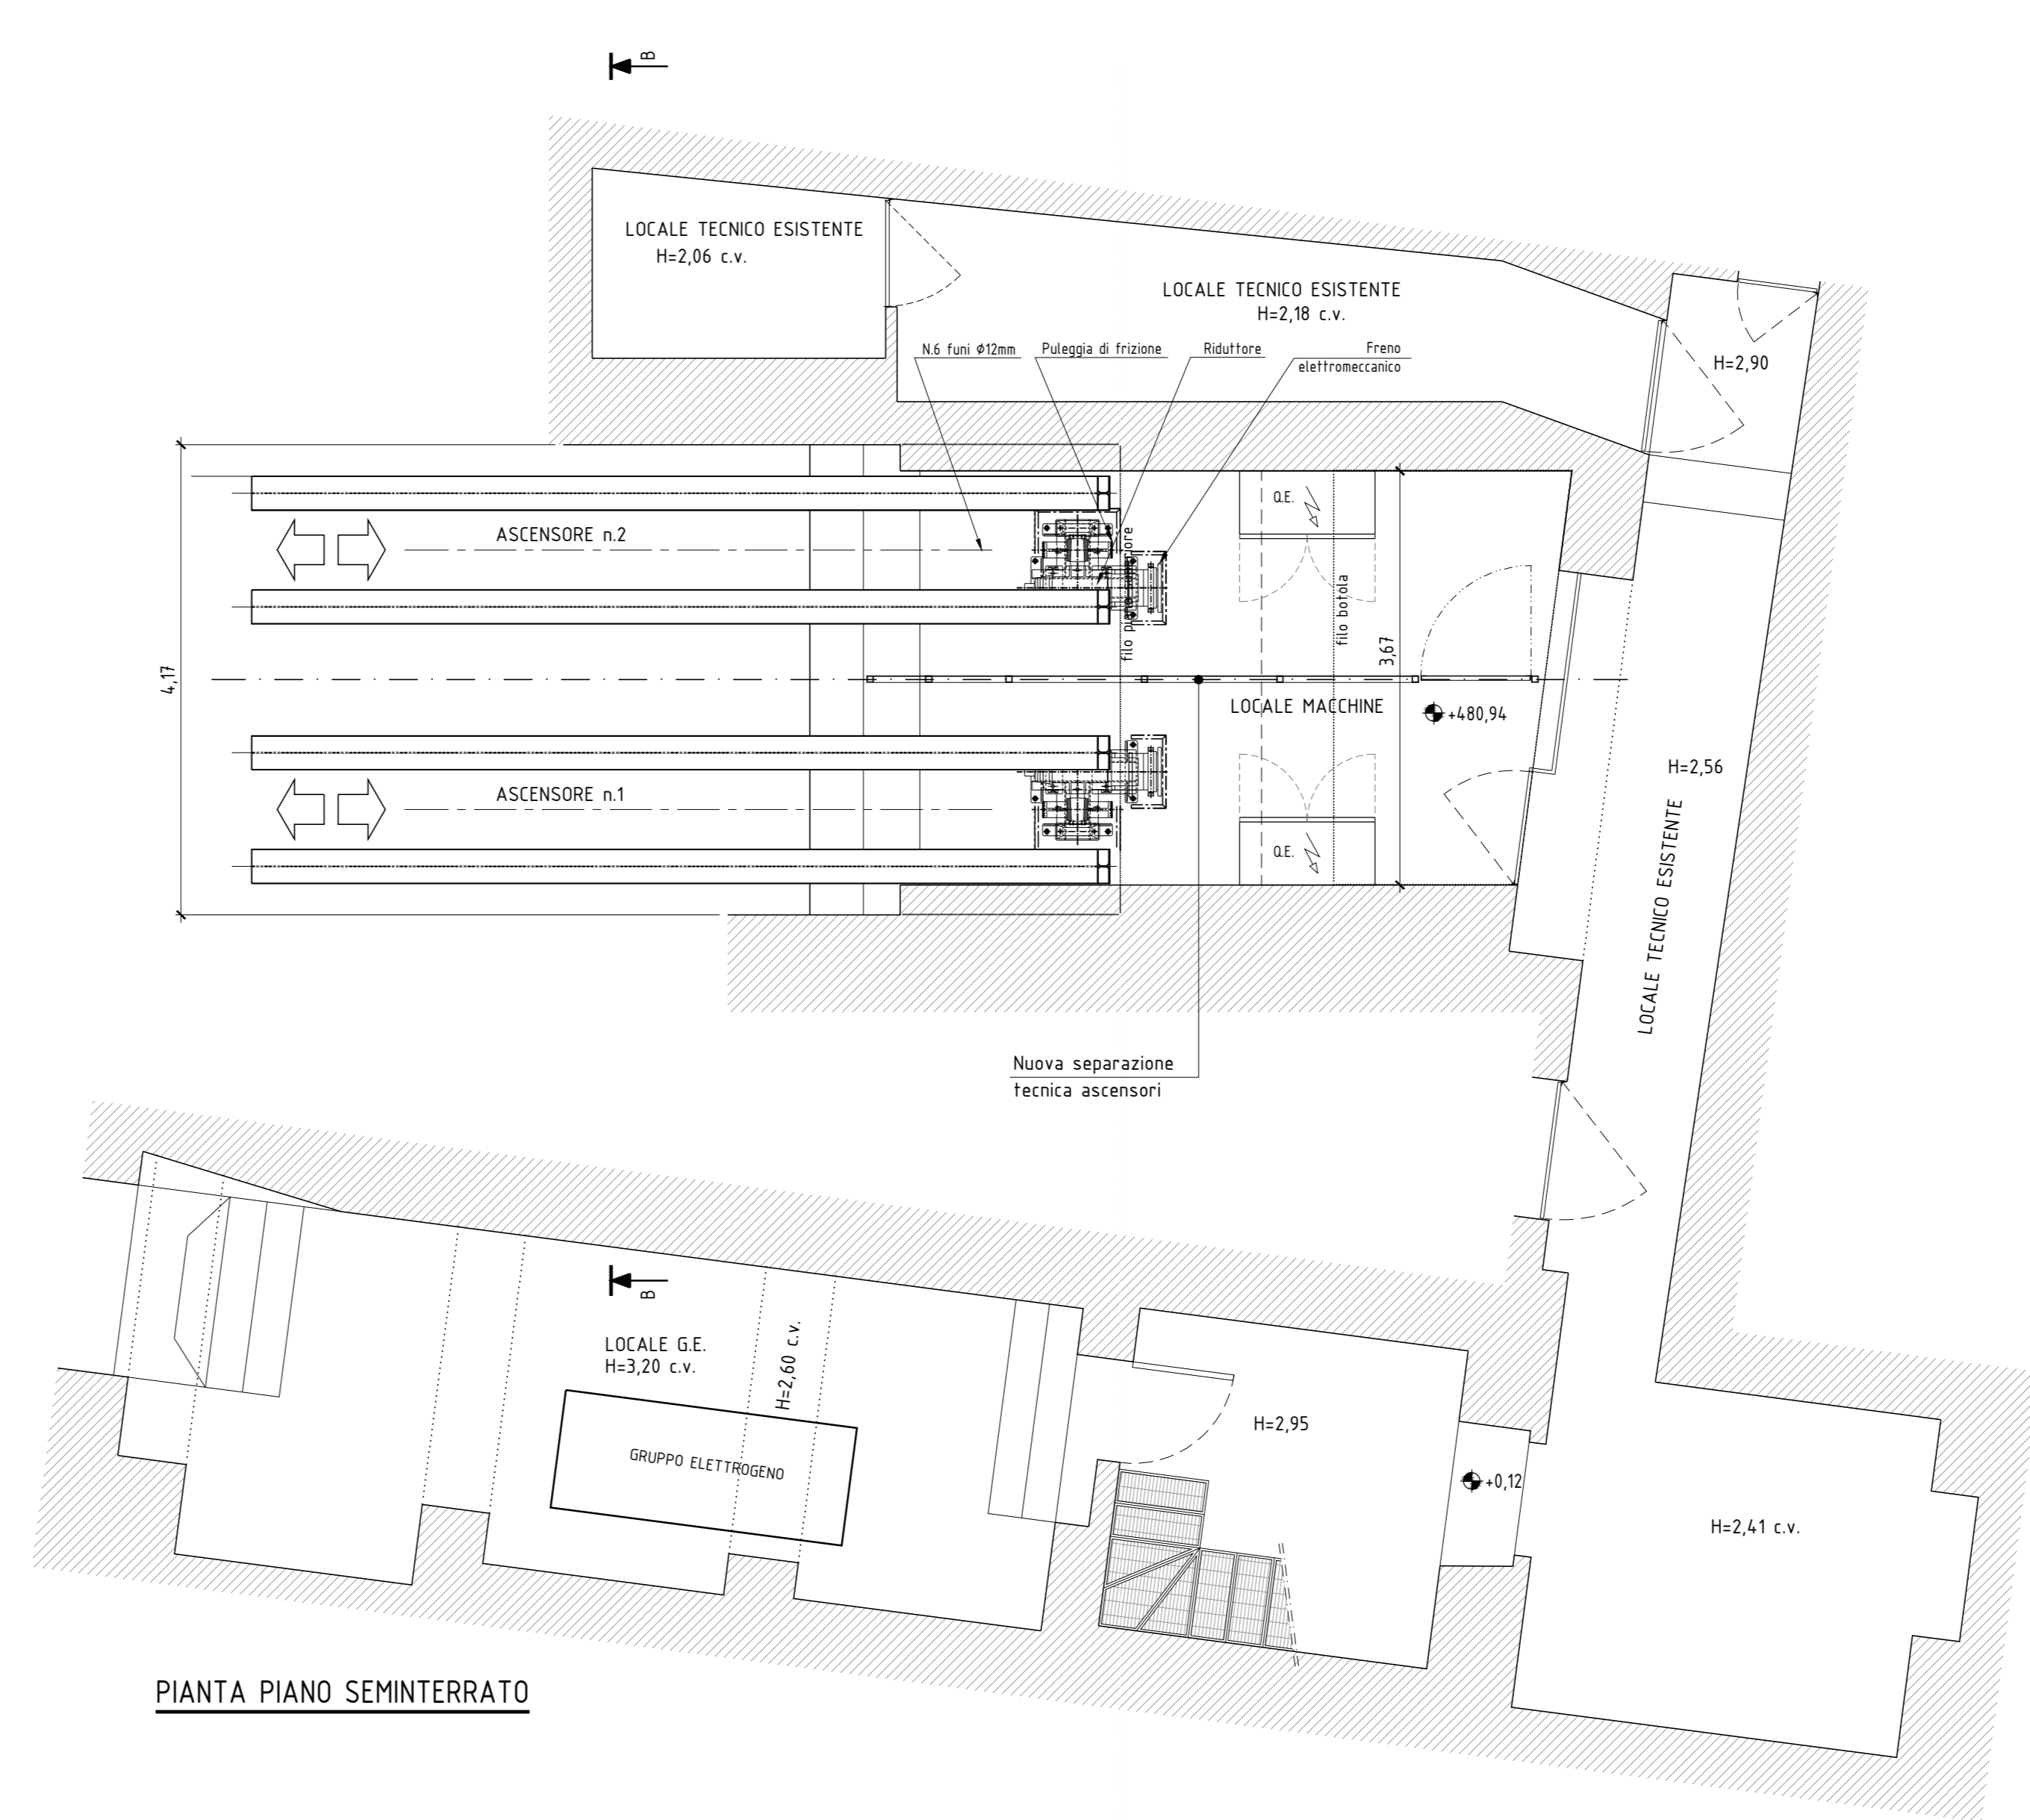 B
LOCALE TECNICO ESISTENTE
H=2,06 c.v.
LOCALE TECNICO ESISTENTE
H=2,18 c.v.
N.6 funi Ø12mm
Puleggia di frizione
Riduttore
Freno
elettromeccanico
H=2,90
Q.E.
ASCENSORE n.2
filo piano superiore
filo botola
4,17
3,67
LOCALE MACCHINE
+480,94
H=2,56
LOCALE TECNICO ESISTENTE
ASCENSORE n.1
Q.E.
Nuova separazione
tecnica ascensori
B
LOCALE G.E.
H=3,20 c.v.
H=2,60 c.v.
GRUPPO ELETTROGENO
H=2,95
+0,12
H=2,41 c.v.
PIANTA PIANO SEMINTERRATO